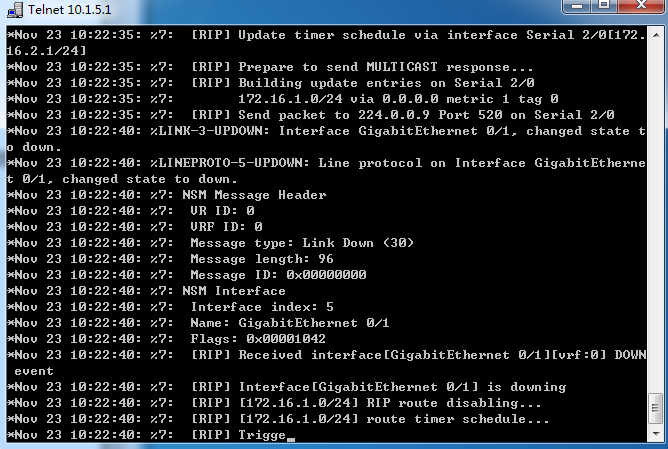 Telnet 10.1.5.1
*Nov 23 10:22:35: %7:  [RIP] Update timer schedule via interface Serial 2/0[172.
16.2.1/24]
*Nov 23 10:22:35: %7:  [RIP] Prepare to send MULTICAST response...
*Nov 23 10:22:35: %7:  [RIP] Building update entries on Serial 2/0
*Nov 23 10:22:35: %7:        172.16.1.0/24 via 0.0.0.0 metric 1 tag 0
*Nov 23 10:22:35: %7:  [RIP] Send packet to 224.0.0.9 Port 520 on Serial 2/0
*Nov 23 10:22:40: %LINK-3-UPDOWN: Interface GigabitEthernet 0/1, changed state t
o down.
*Nov 23 10:22:40: %LINEPROTO-5-UPDOWN: Line protocol on Interface GigabitEtherne
t 0/1, changed state to down.
*Nov 23 10:22:40: %7: NSM Message Header
*Nov 23 10:22:40: %7:  VR ID: 0
*Nov 23 10:22:40: %7:  VRF ID: 0
*Nov 23 10:22:40: %7:  Message type: Link Down (30)
*Nov 23 10:22:40: %7:  Message length: 96
*Nov 23 10:22:40: %7:  Message ID: 0x00000000
*Nov 23 10:22:40: %7: NSM Interface
*Nov 23 10:22:40: %7:  Interface index: 5
*Nov 23 10:22:40: %7:  Name: GigabitEthernet 0/1
*Nov 23 10:22:40: %7:  Flags: 0x00001042
*Nov 23 10:22:40: %7:  [RIP] Received interface[GigabitEthernet 0/1][vrf:0] DOWN
 event
*Nov 23 10:22:40: %7:  [RIP] Interface[GigabitEthernet 0/1] is downing
*Nov 23 10:22:40: %7:  [RIP] [172.16.1.0/24] RIP route disabling...
*Nov 23 10:22:40: %7:  [RIP] [172.16.1.0/24] route timer schedule...
*Nov 23 10:22:40: %7:  [RIP] Trigge